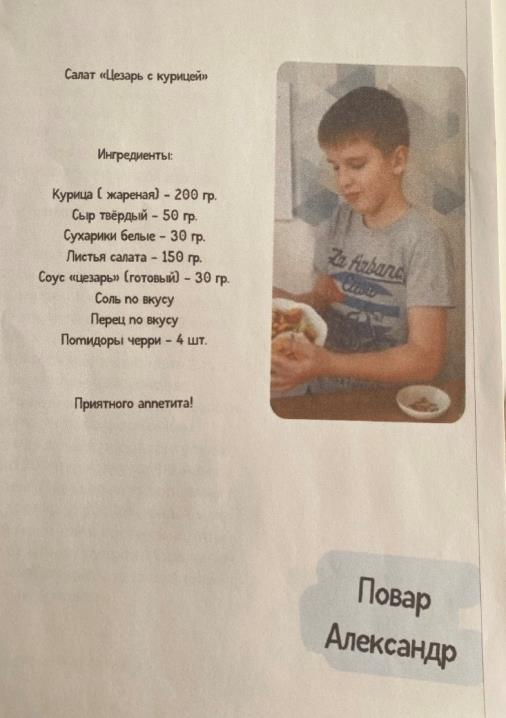 Салат «Цезарь с курицей»
Ингредиенты:
Курица ( жареная) – 200 гр.
Сыр твёрдый – 50 гр.
Сухарики белые – 30 гр.
Листья салата – 150 гр.
Соус «цезарь» (готовый) – 30 гр.
Соль по вкусу
Перец по вкусу
Помидоры черри – 4 шт.
Приятного аппетита!
Za Azbano
Повар
Александр